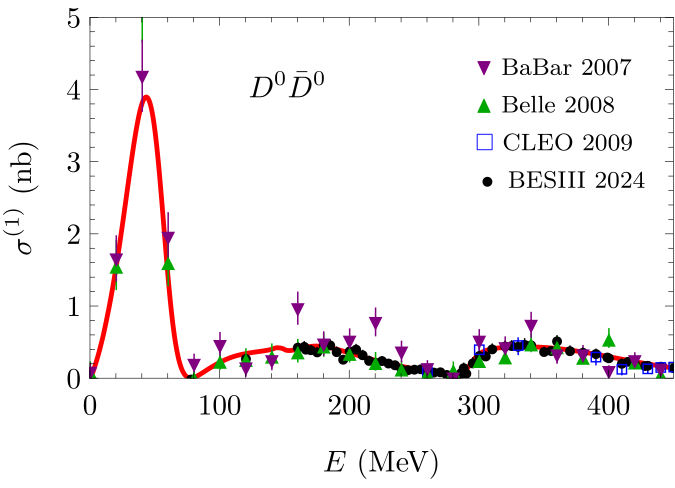 5
4
3
2
1
0
σ⁽¹⁾ (nb)
D⁰D̄⁰
BaBar 2007
Belle 2008
CLEO 2009
BESIII 2024
0 100 200 300 400
E (MeV)